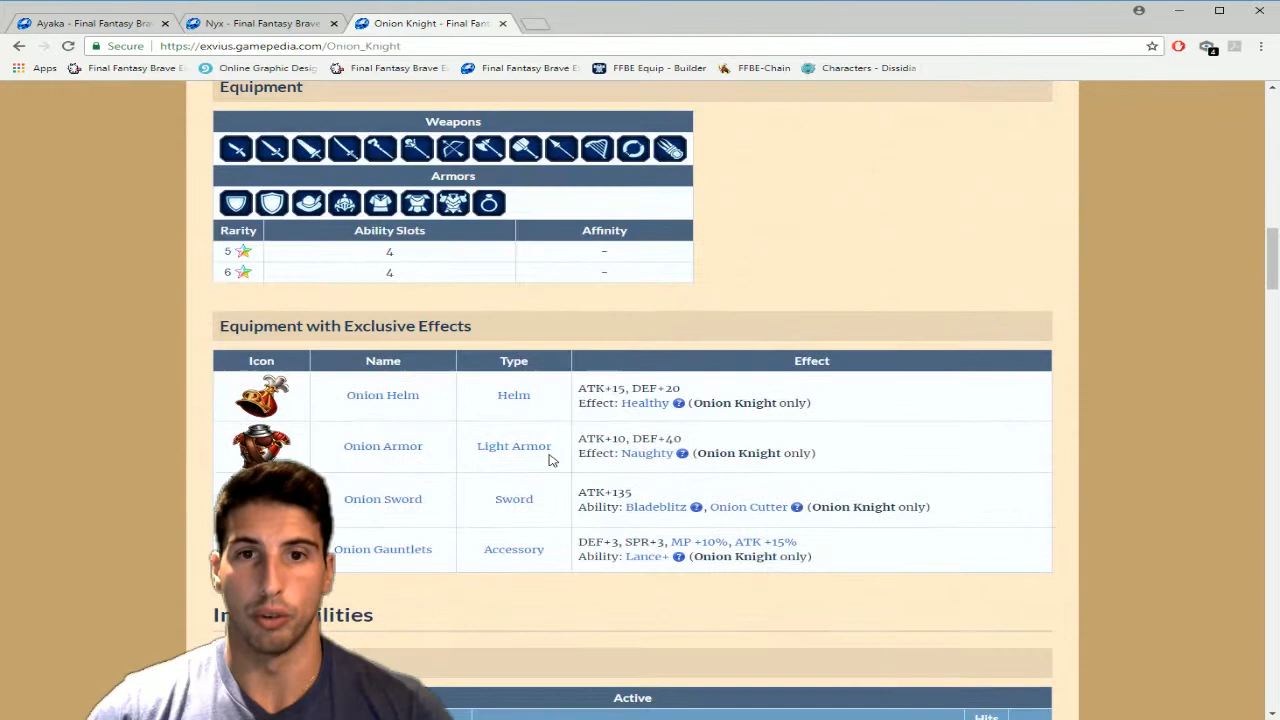 Ayaka - Final Fantasy Brav
Nyx - Final Fantasy Brave
Onion Knight - Final Fant
Secure
https://exvius.gamepedia.com/Onion_Knight
4
Apps
Final Fantasy Brave E
Online Graphic Desig
Final Fantasy Brave E
Final Fantasy Brave E
FFBE Equip - Builder
FFBE-Chain
Characters - Dissidia
Equipment
Weapons
Armors
Rarity Ability Slots Affinity
5 4 –
6 4 –
Equipment with Exclusive Effects
Icon Name Type Effect
Onion Helm Helm ATK+15, DEF+20
Effect: Healthy ? (Onion Knight only)
Onion Armor Light Armor ATK+10, DEF+40
Effect: Naughty ? (Onion Knight only)
Onion Sword Sword ATK+135
Ability: Bladeblitz ?, Onion Cutter ? (Onion Knight only)
Onion Gauntlets Accessory DEF+3, SPR+3, MP +10%, ATK +15%
Ability: Lance+ ? (Onion Knight only)
Active
Hits